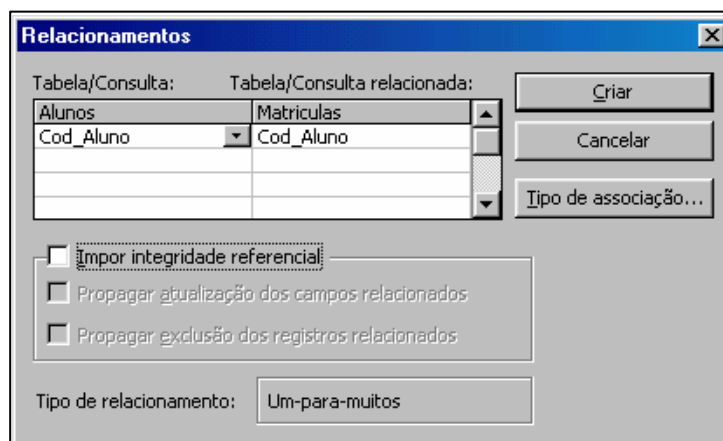 Relacionamentos
Tabela/Consulta: Tabela/Consulta relacionada:
Alunos Matriculas
Cod_Aluno Cod_Aluno
Criar
Cancelar
Tipo de associação...
Impor integridade referencial
Propagar atualização dos campos relacionados
Propagar exclusão dos registros relacionados
Tipo de relacionamento: Um-para-muitos